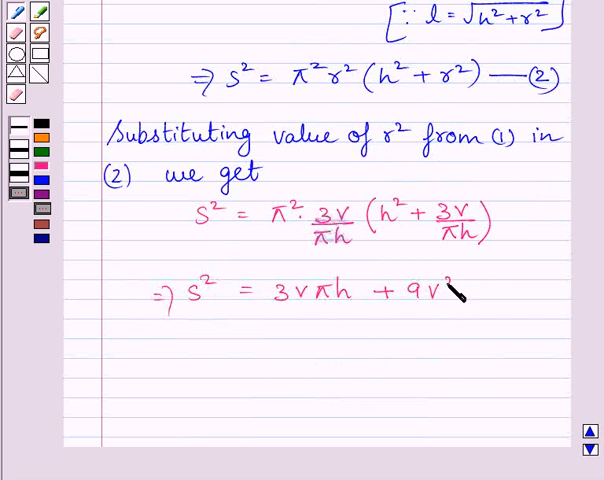 [∵ l = √h²+r²]
⇒ S² = π²r² (h² + r²) — (2)
Substituting value of r² from (1) in
(2) we get
S² = π² · 3v/πh (h² + 3v/πh)
⇒ S² = 3vπh + 9v²